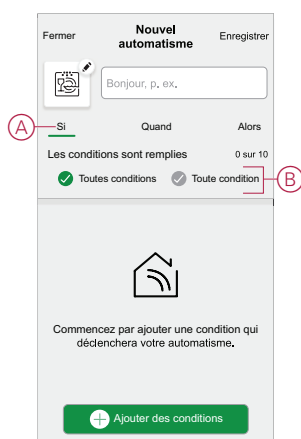 Fermer
Nouvel
automatisme
Enregistrer
Bonjour, p. ex.
A
Si
Quand
Alors
Les conditions sont remplies
0 sur 10
Toutes conditions
Toute condition
B
Commencez par ajouter une condition qui
déclenchera votre automatisme.
Ajouter des conditions